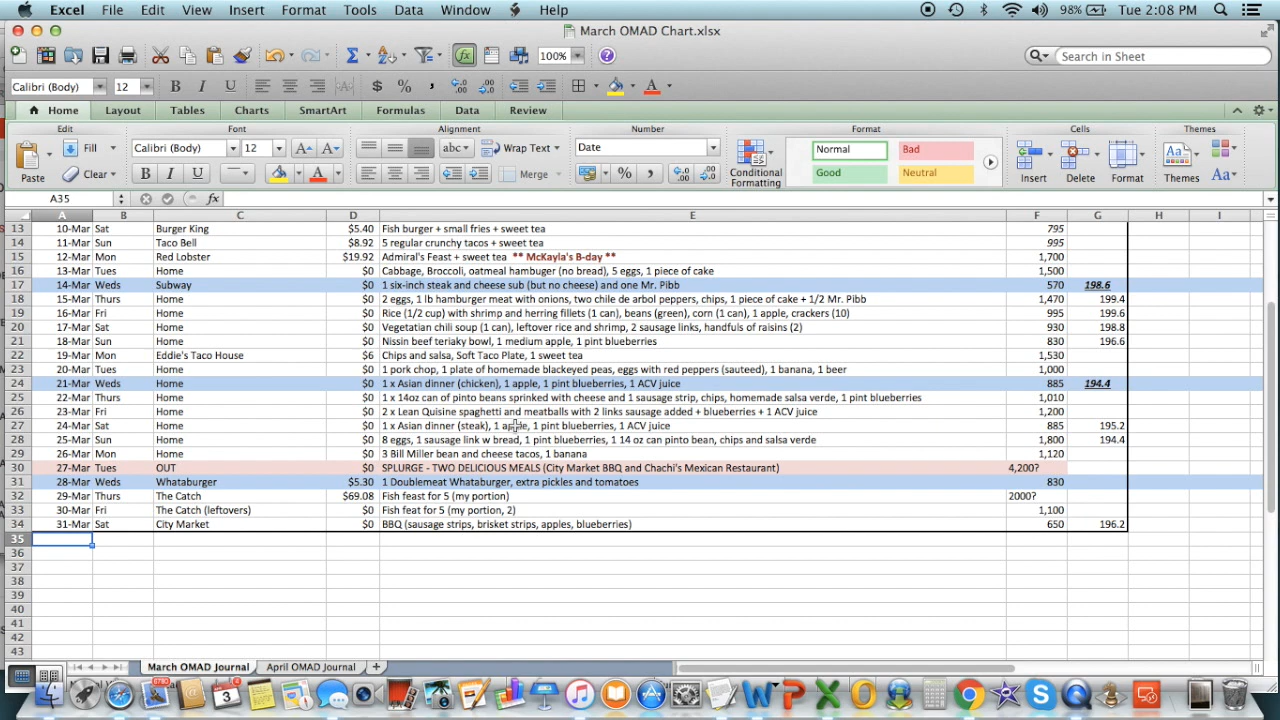 Excel File Edit View Insert Format Tools Data Window Help 98% Tue 2:08 PM
March OMAD Chart.xlsx
100% Search in Sheet
Calibri (Body) 12 B I U $ %
Home Layout Tables Charts SmartArt Formulas Data Review
Edit Font Alignment Number Format Cells Themes
Fill Calibri (Body) 12 abc Wrap Text Date Normal Bad
Paste Clear B I U Merge % Conditional Formatting Good Neutral Insert Delete Format Themes Aa
A35 fx
A B C D E F G H I
13 10-Mar Sat Burger King $5.40 Fish burger + small fries + sweet tea 795
14 11-Mar Sun Taco Bell $8.92 5 regular crunchy tacos + sweet tea 995
15 12-Mar Mon Red Lobster $19.92 Admiral's Feast + sweet tea ** McKayla's B-day ** 1,700
16 13-Mar Tues Home $0 Cabbage, Broccoli, oatmeal hambuger (no bread), 5 eggs, 1 piece of cake 1,500
17 14-Mar Weds Subway $0 1 six-inch steak and cheese sub (but no cheese) and one Mr. Pibb 570 198.6
18 15-Mar Thurs Home $0 2 eggs, 1 lb hamburger meat with onions, two chile de arbol peppers, chips, 1 piece of cake + 1/2 Mr. Pibb 1,470 199.4
19 16-Mar Fri Home $0 Rice (1/2 cup) with shrimp and herring fillets (1 can), beans (green), corn (1 can), 1 apple, crackers (10) 995 199.6
20 17-Mar Sat Home $0 Vegetatian chili soup (1 can), leftover rice and shrimp, 2 sausage links, handfuls of raisins (2) 930 198.8
21 18-Mar Sun Home $0 Nissin beef teriaky bowl, 1 medium apple, 1 pint blueberries 830 196.6
22 19-Mar Mon Eddie's Taco House $6 Chips and salsa, Soft Taco Plate, 1 sweet tea 1,530
23 20-Mar Tues Home $0 1 pork chop, 1 plate of homemade blackeyed peas, eggs with red peppers (sauteed), 1 banana, 1 beer 1,000
24 21-Mar Weds Home $0 1 x Asian dinner (chicken), 1 apple, 1 pint blueberries, 1 ACV juice 885 194.4
25 22-Mar Thurs Home $0 1 x 14oz can of pinto beans sprinked with cheese and 1 sausage strip, chips, homemade salsa verde, 1 pint blueberries 1,010
26 23-Mar Fri Home $0 2 x Lean Quisine spaghetti and meatballs with 2 links sausage added + blueberries + 1 ACV juice 1,200
27 24-Mar Sat Home $0 1 x Asian dinner (steak), 1 apple, 1 pint blueberries, 1 ACV juice 885 195.2
28 25-Mar Sun Home $0 8 eggs, 1 sausage link w bread, 1 pint blueberries, 1 14 oz can pinto bean, chips and salsa verde 1,800 194.4
29 26-Mar Mon Home $0 3 Bill Miller bean and cheese tacos, 1 banana 1,120
30 27-Mar Tues OUT $0 SPLURGE - TWO DELICIOUS MEALS (City Market BBQ and Chachi's Mexican Restaurant) 4,200?
31 28-Mar Weds Whataburger $5.30 1 Doublemeat Whataburger, extra pickles and tomatoes 830
32 29-Mar Thurs The Catch $69.08 Fish feast for 5 (my portion) 2000?
33 30-Mar Fri The Catch (leftovers) $0 Fish feat for 5 (my portion, 2) 1,100
34 31-Mar Sat City Market $0 BBQ (sausage strips, brisket strips, apples, blueberries) 650 196.2
35
36
37
38
39
40
41
42
43
March OMAD Journal April OMAD Journal +